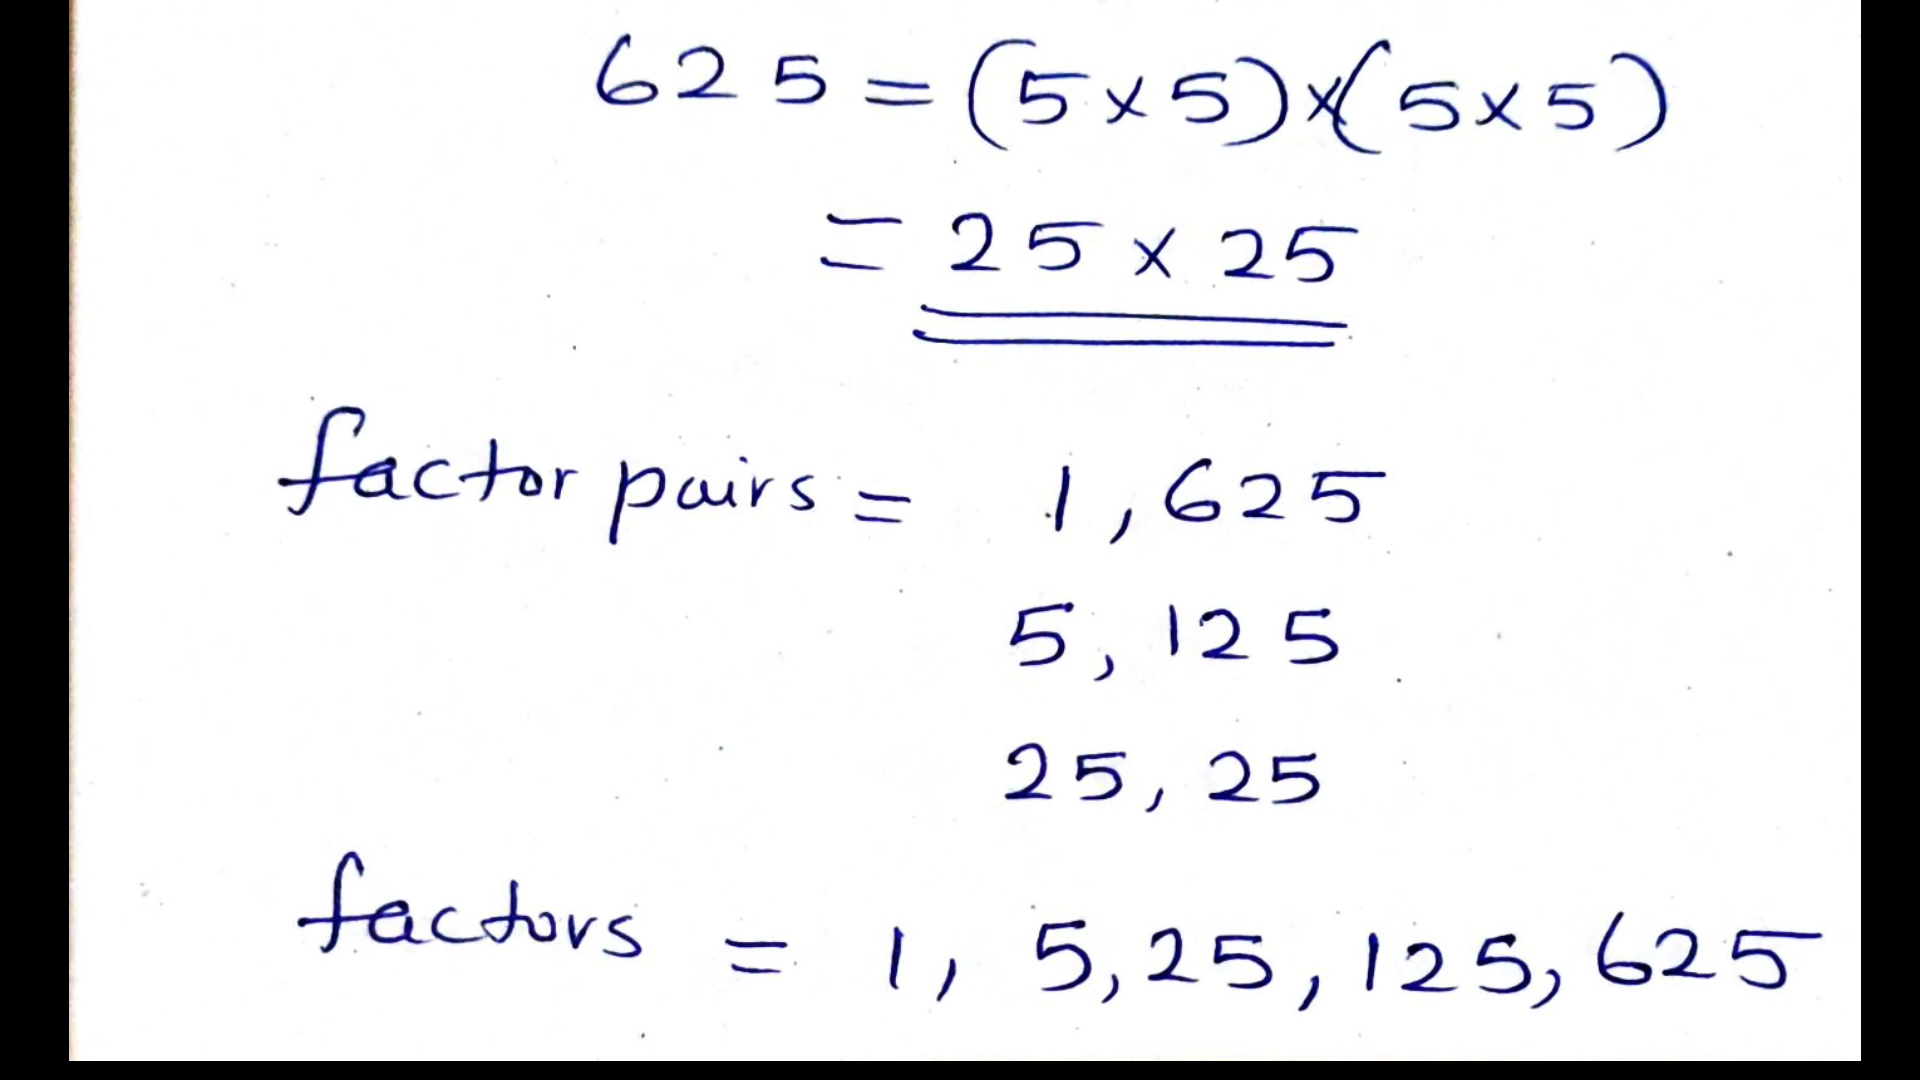 625 = (5×5)×(5×5)
= 25 × 25
factor pairs = 1, 625
5, 125
25, 25
factors = 1, 5, 25, 125, 625